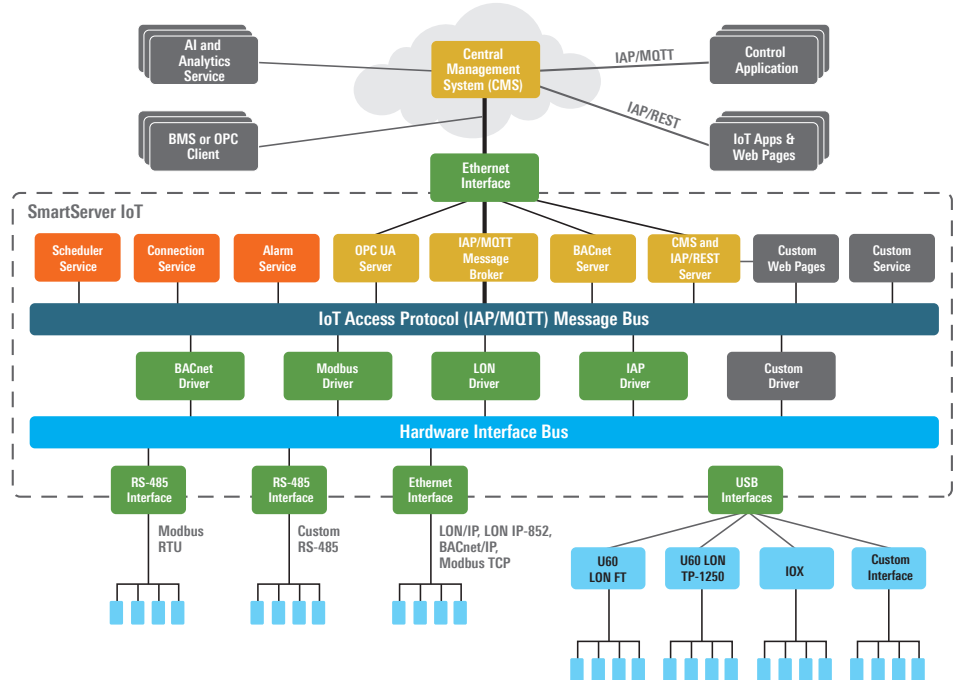 AI and
Analytics
Service
Central
Management
System (CMS)
IAP/MQTT
Control
Application
BMS or OPC
Client
IAP/REST
IoT Apps &
Web Pages
Ethernet
Interface
SmartServer IoT
Scheduler
Service
Connection
Service
Alarm
Service
OPC UA
Server
IAP/MQTT
Message
Broker
BACnet
Server
CMS and
IAP/REST
Server
Custom
Web Pages
Custom
Service
IoT Access Protocol (IAP/MQTT) Message Bus
BACnet
Driver
Modbus
Driver
LON
Driver
IAP
Driver
Custom
Driver
Hardware Interface Bus
RS-485
Interface
RS-485
Interface
Ethernet
Interface
USB
Interfaces
Modbus
RTU
Custom
RS-485
LON/IP, LON IP-852,
BACnet/IP,
Modbus TCP
U60
LON FT
U60 LON
TP-1250
IOX
Custom
Interface